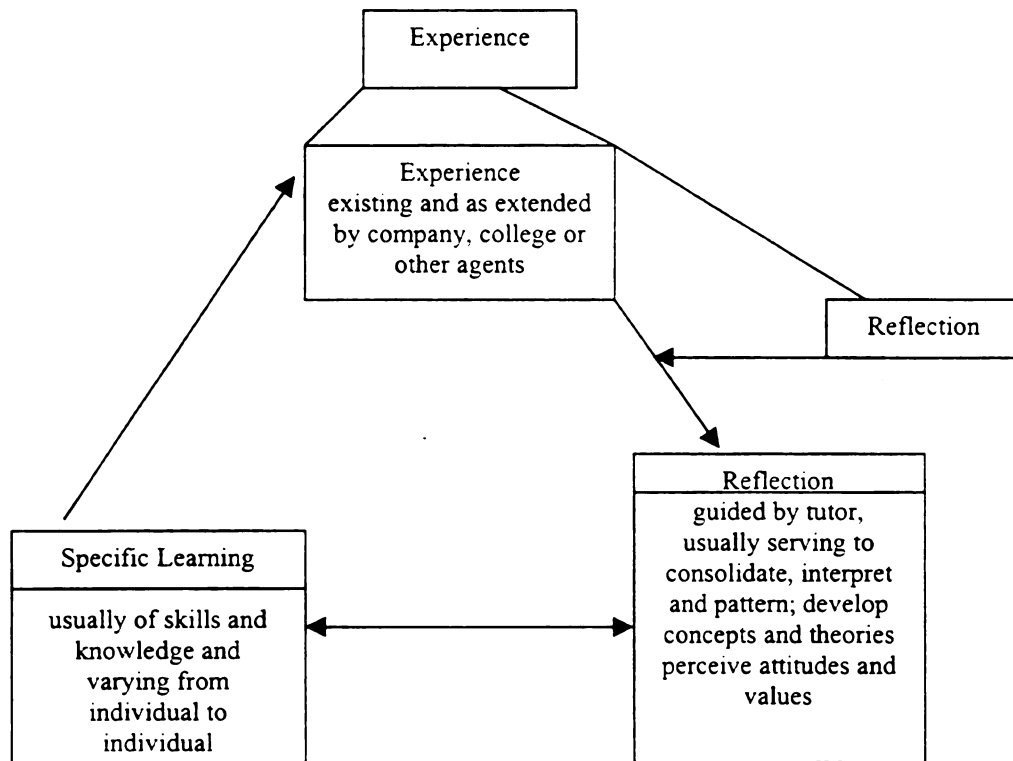 Experience
Experience
existing and as extended
by company, college or
other agents
Reflection
Reflection
guided by tutor,
usually serving to
consolidate, interpret
and pattern; develop
concepts and theories
perceive attitudes and
values
Specific Learning
usually of skills and
knowledge and
varying from
individual to
individual